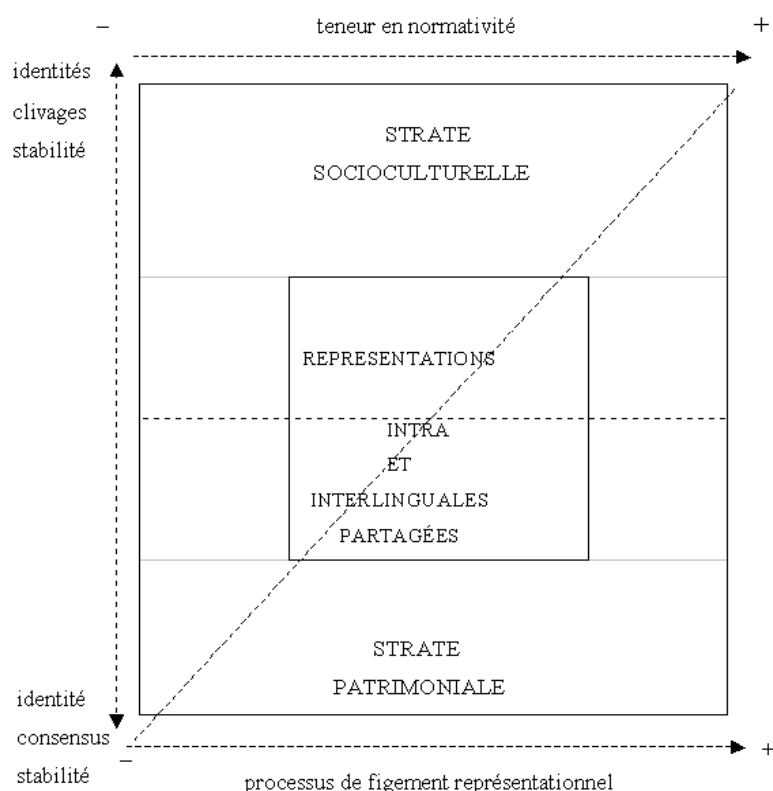 − teneur en normativité +
identités
clivages
stabilité
STRATE
SOCIOCULTURELLE
REPRESENTATIONS
INTRA
ET
INTERLINGUALES
PARTAGÉES
STRATE
PATRIMONIALE
identité
consensus
stabilité
− +
processus de figement représentationnel